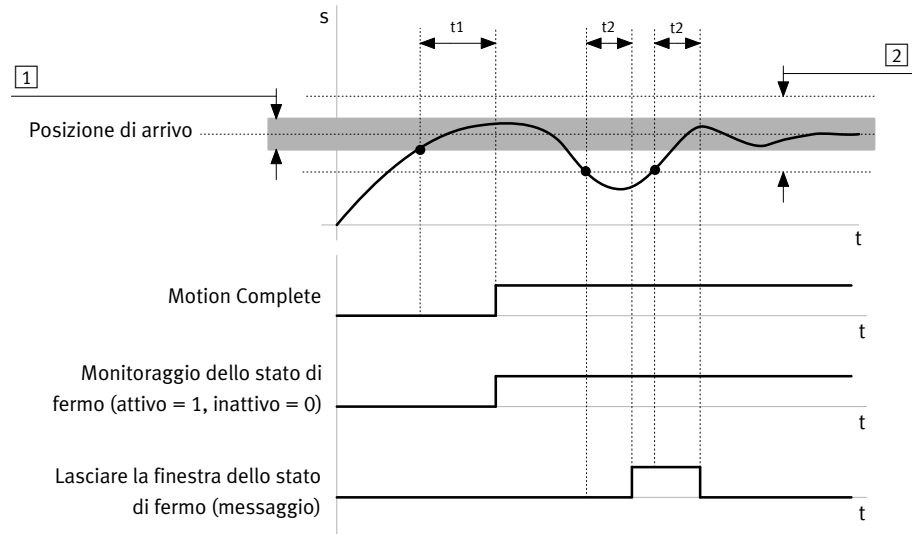 s
t1
t2
t2
1
2
Posizione di arrivo
t
Motion Complete
t
Monitoraggio dello stato di
fermo (attivo = 1, inattivo = 0)
t
Lasciare la finestra dello stato
di fermo (messaggio)
t